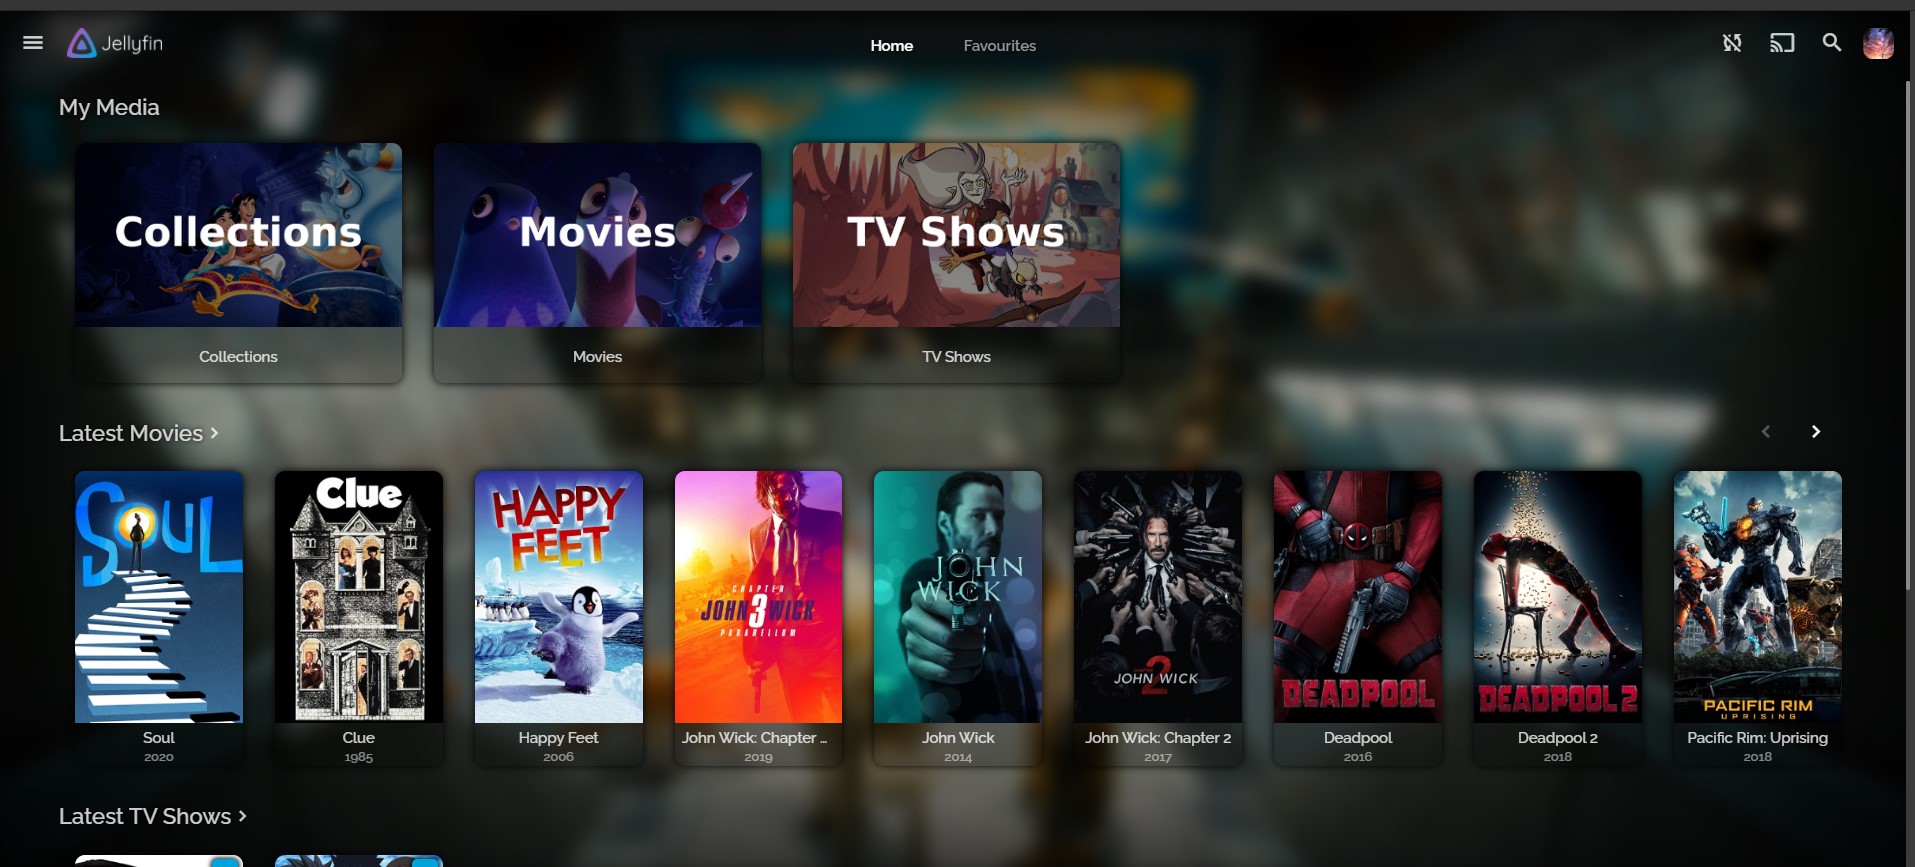 Jellyfin
Home
Favourites
My Media
Collections
Movies
TV Shows
Collections
Movies
TV Shows
Latest Movies
SOUL
Clue
HAPPY
FEET
CHAPTER
JOHN 3 WICK
PARABELLUM
JOHN
WICK
CHAPTER
2
JOHN WICK
DEADPOOL
DEADPOOL 2
PACIFIC RIM
UPRISING
Soul
2020
Clue
1985
Happy Feet
2006
John Wick: Chapter ...
2019
John Wick
2014
John Wick: Chapter 2
2017
Deadpool
2016
Deadpool 2
2018
Pacific Rim: Uprising
2018
Latest TV Shows